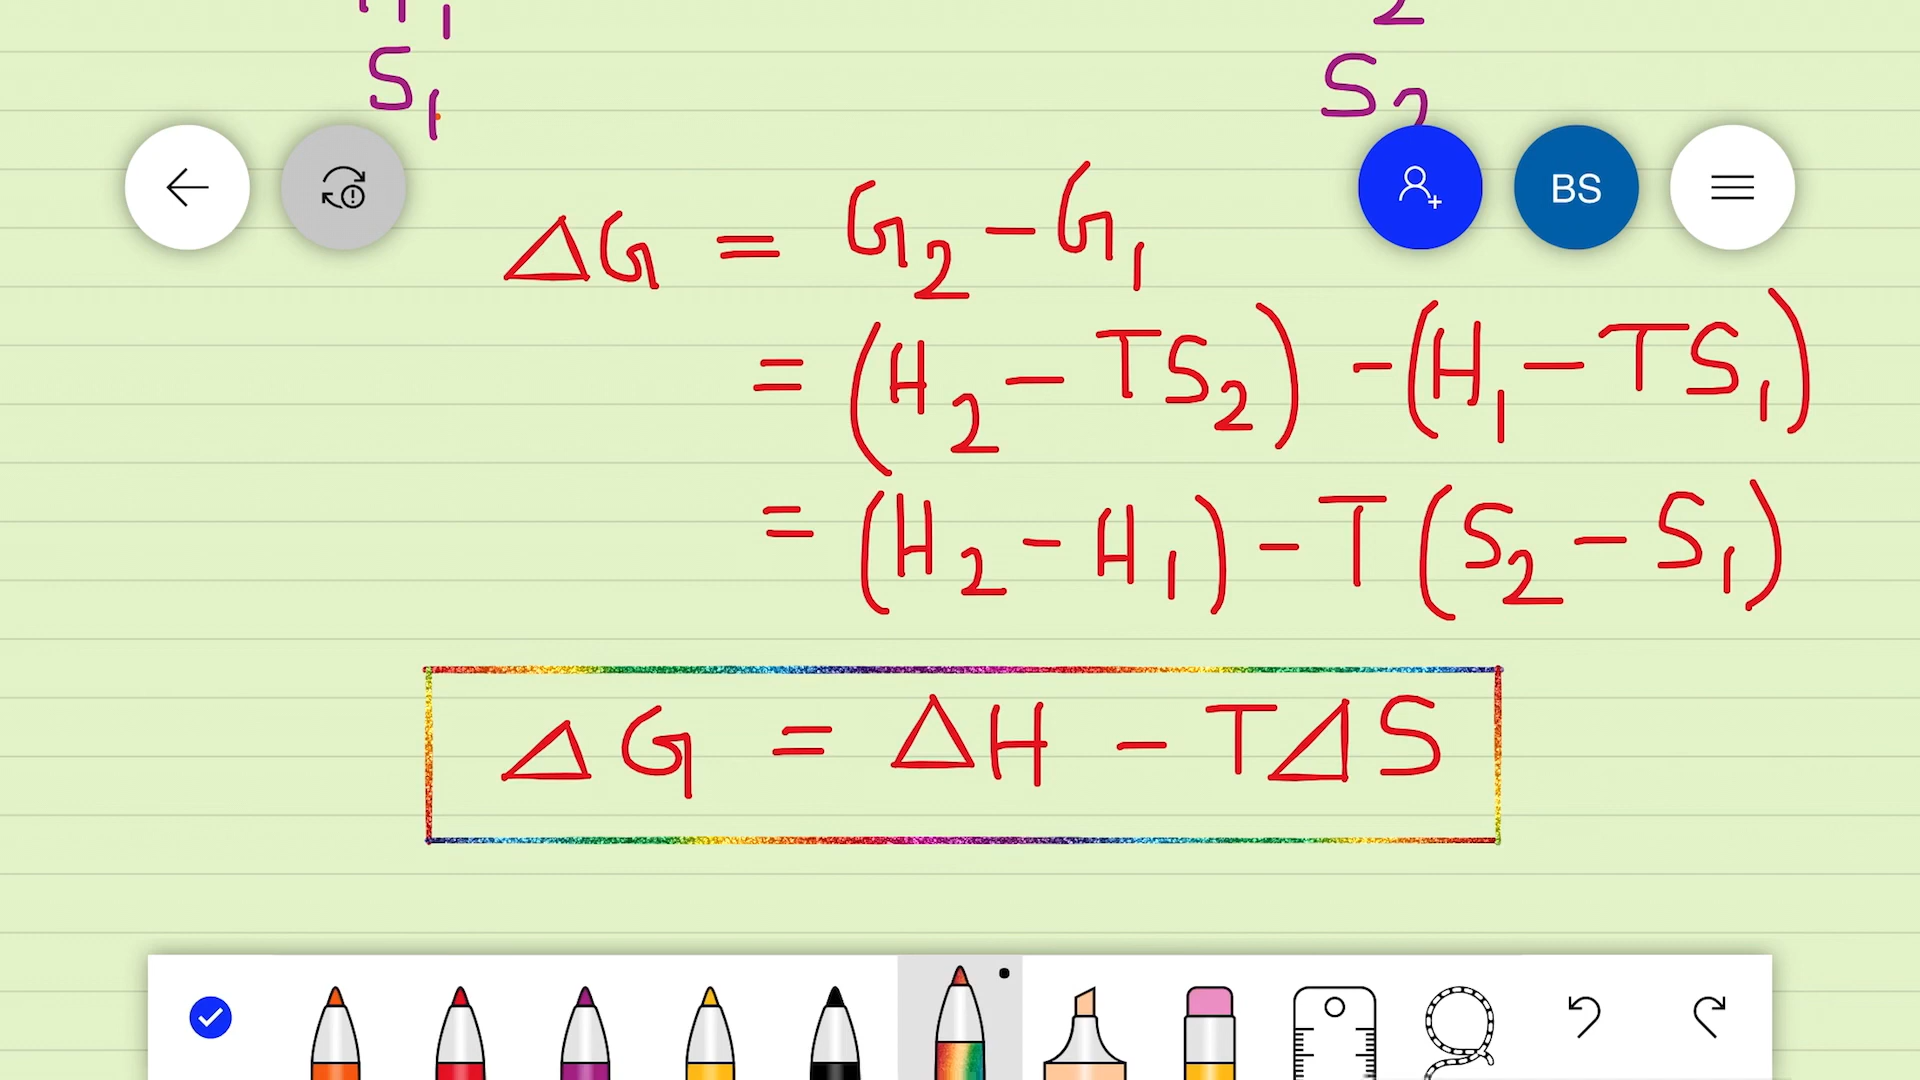 S₁ S₂
BS
ΔG = G₂ - G₁
= (H₂ - TS₂) - (H₁ - TS₁)
= (H₂ - H₁) - T(S₂ - S₁)
ΔG = ΔH - TΔS